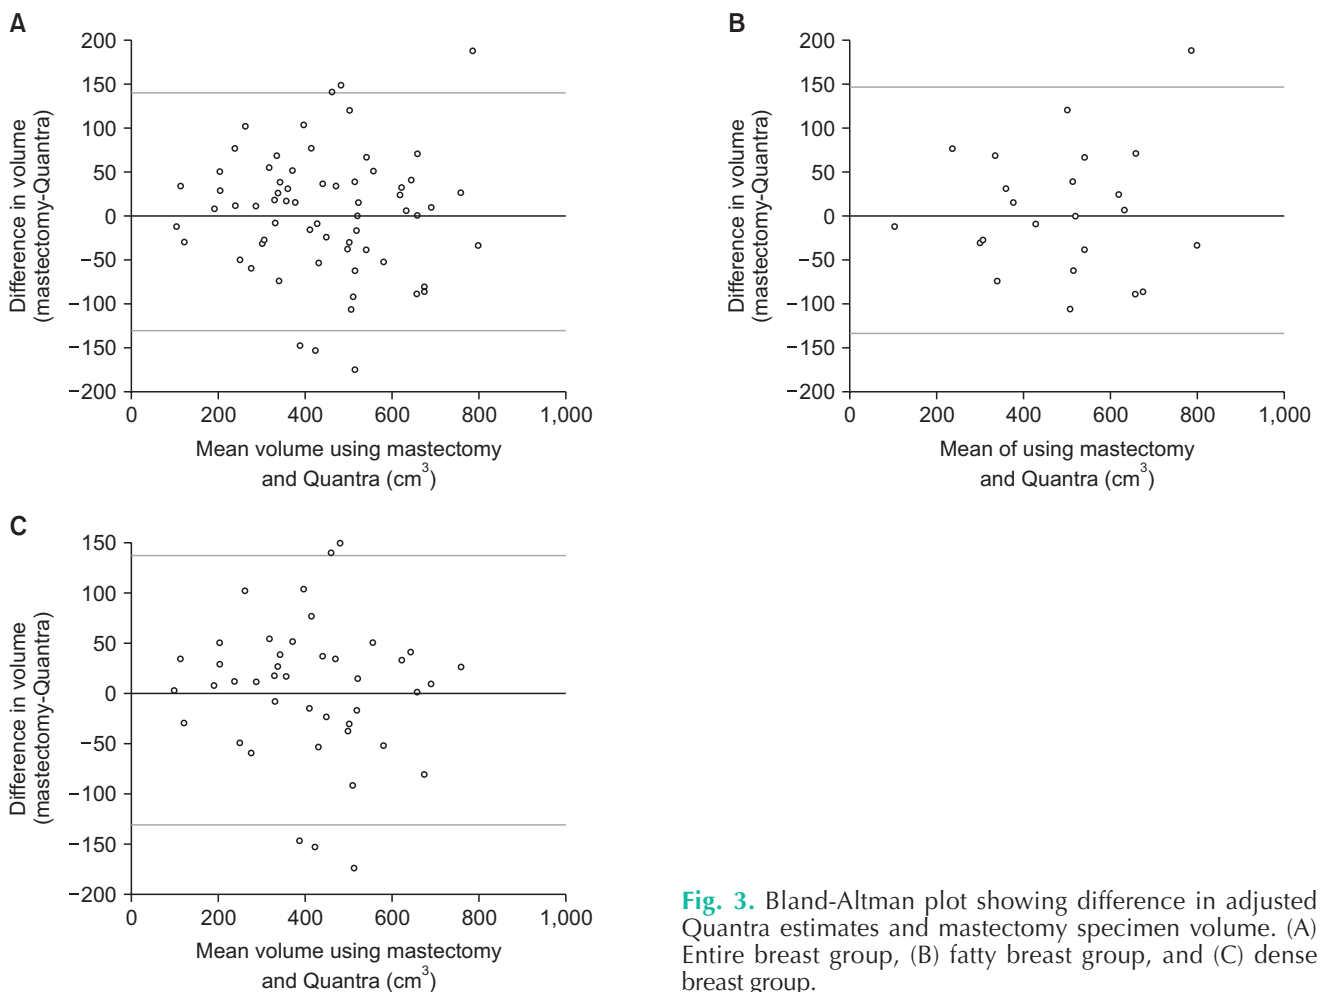 A
200
150
100
50
0
−50
−100
−150
−200
0 200 400 600 800 1,000
Difference in volume
(mastectomy-Quantra)
Mean volume using mastectomy
and Quantra (cm³)
B
200
150
100
50
0
−50
−100
−150
−200
0 200 400 600 800 1,000
Difference in volume
(mastectomy-Quantra)
Mean of using mastectomy
and Quantra (cm³)
C
150
100
50
0
−50
−100
−150
−200
0 200 400 600 800 1,000
Difference in volume
(mastectomy-Quantra)
Mean volume using mastectomy
and Quantra (cm³)
Fig. 3. Bland-Altman plot showing difference in adjusted
Quantra estimates and mastectomy specimen volume. (A)
Entire breast group, (B) fatty breast group, and (C) dense
breast group.